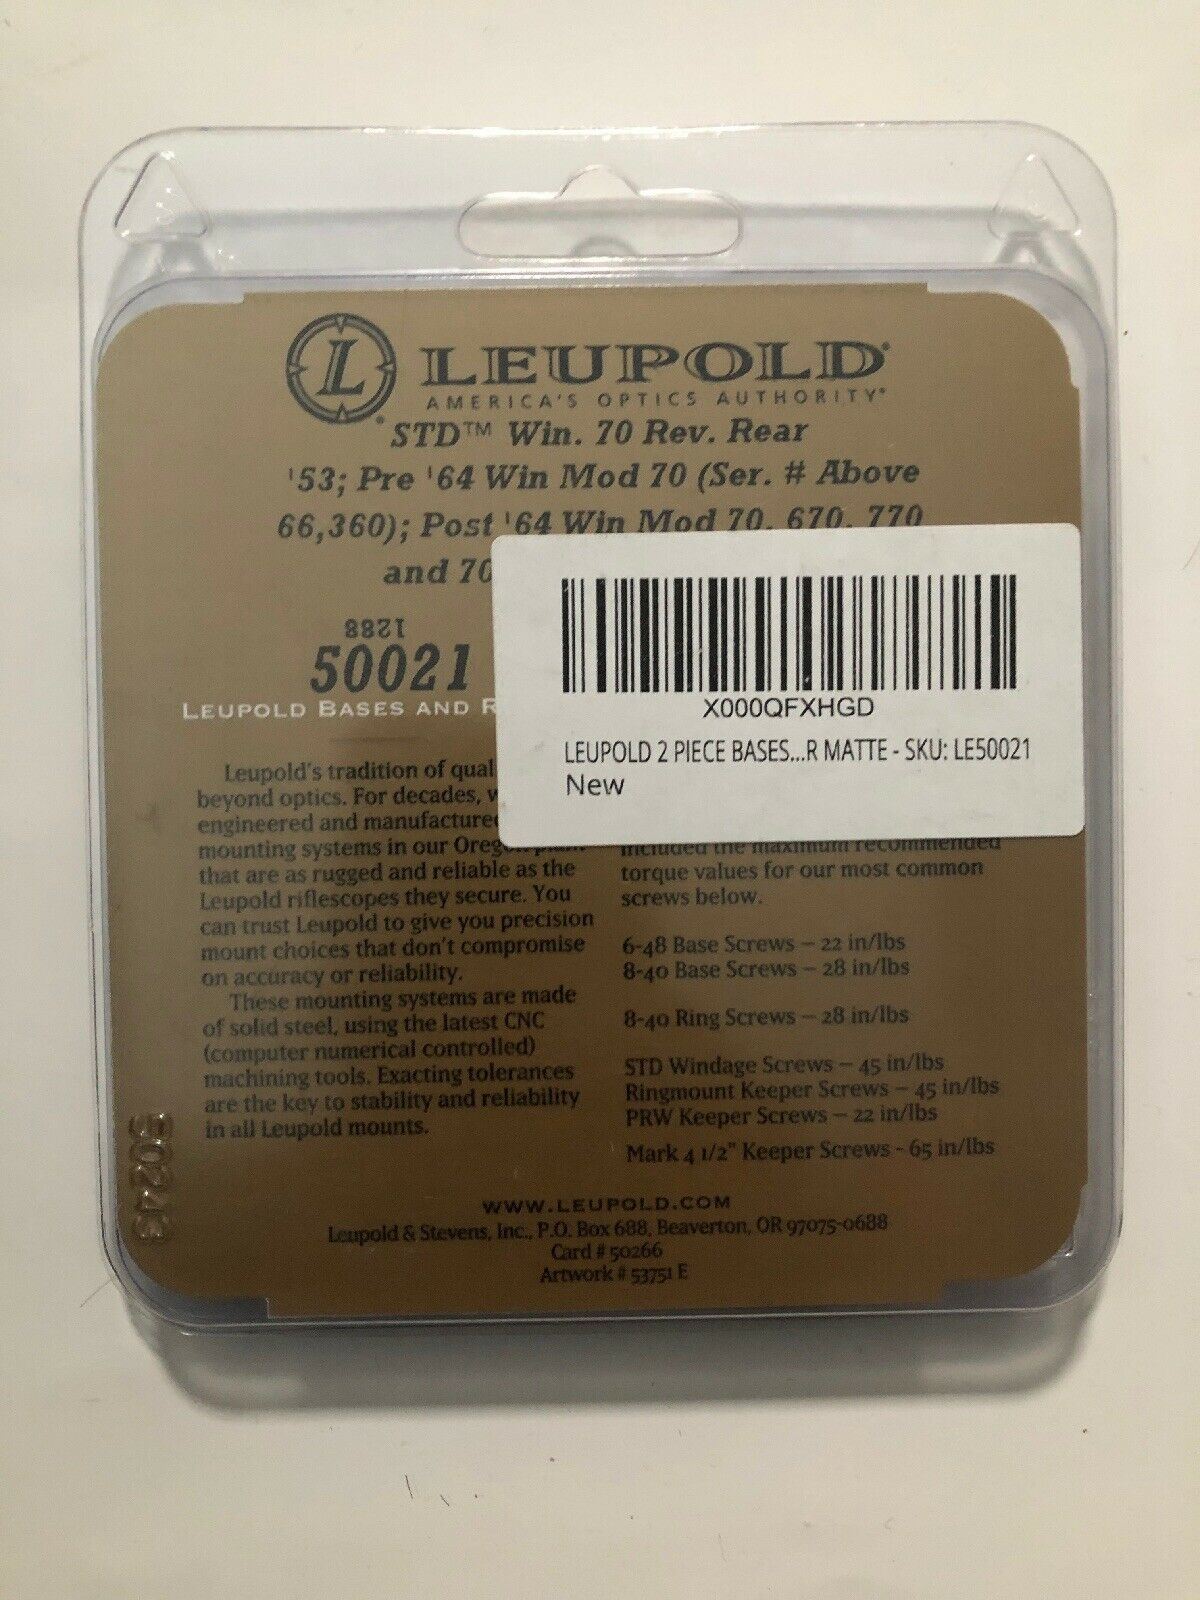 L
LEUPOLD®
AMERICA'S OPTICS AUTHORITY®
STD™ Win. 70 Rev. Rear
'53; Pre '64 Win Mod 70 (Ser. # Above
66,360); Post '64 Win Mod 70, 670, 770
and 70
1288
50021
LEUPOLD BASES AND R
X000QFXHGD
LEUPOLD 2 PIECE BASES...R MATTE - SKU: LE50021
New
Leupold's tradition of qual
beyond optics. For decades, w
engineered and manufacture
mounting systems in our Oregon plant
that are as rugged and reliable as the
Leupold riflescopes they secure. You
can trust Leupold to give you precision
mount choices that don't compromise
on accuracy or reliability.
These mounting systems are made
of solid steel, using the latest CNC
(computer numerical controlled)
machining tools. Exacting tolerances
are the key to stability and reliability
in all Leupold mounts.
included the maximum recommended
torque values for our most common
screws below.
6-48 Base Screws – 22 in/lbs
8-40 Base Screws – 28 in/lbs
8-40 Ring Screws – 28 in/lbs
STD Windage Screws – 45 in/lbs
Ringmount Keeper Screws – 45 in/lbs
PRW Keeper Screws – 22 in/lbs
Mark 4 1/2" Keeper Screws - 65 in/lbs
50243
WWW.LEUPOLD.COM
Leupold & Stevens, Inc., P.O. Box 688, Beaverton, OR 97075-0688
Card # 50266
Artwork # 53751 E